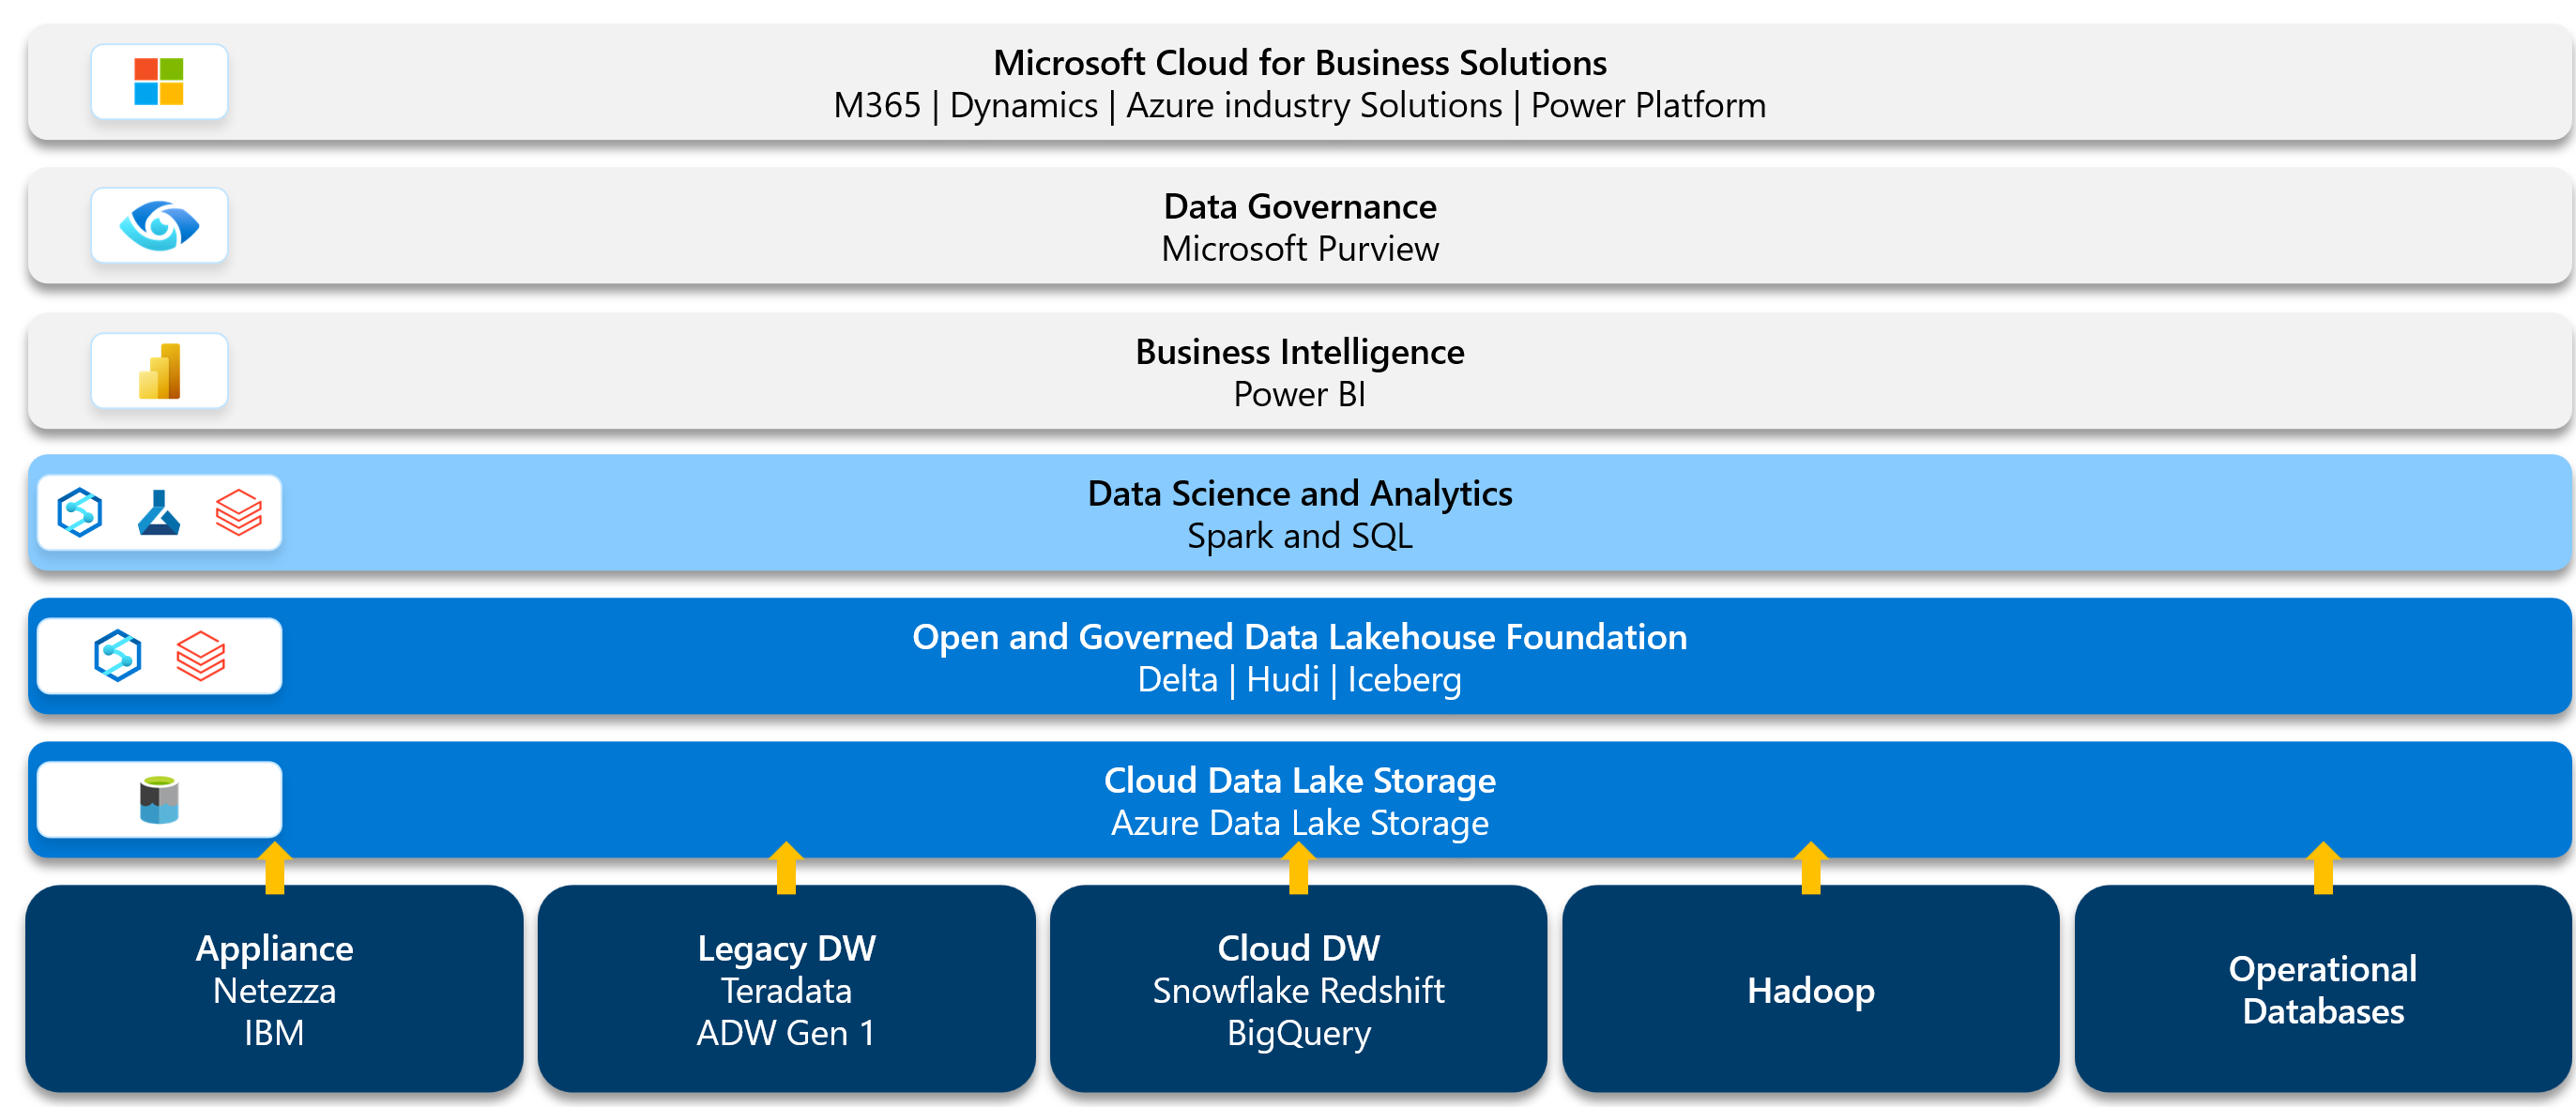 Microsoft Cloud for Business Solutions
M365 | Dynamics | Azure industry Solutions | Power Platform
Data Governance
Microsoft Purview
Business Intelligence
Power BI
Data Science and Analytics
Spark and SQL
Open and Governed Data Lakehouse Foundation
Delta | Hudi | Iceberg
Cloud Data Lake Storage
Azure Data Lake Storage
Appliance
Netezza
IBM
Legacy DW
Teradata
ADW Gen 1
Cloud DW
Snowflake Redshift
BigQuery
Hadoop
Operational
Databases